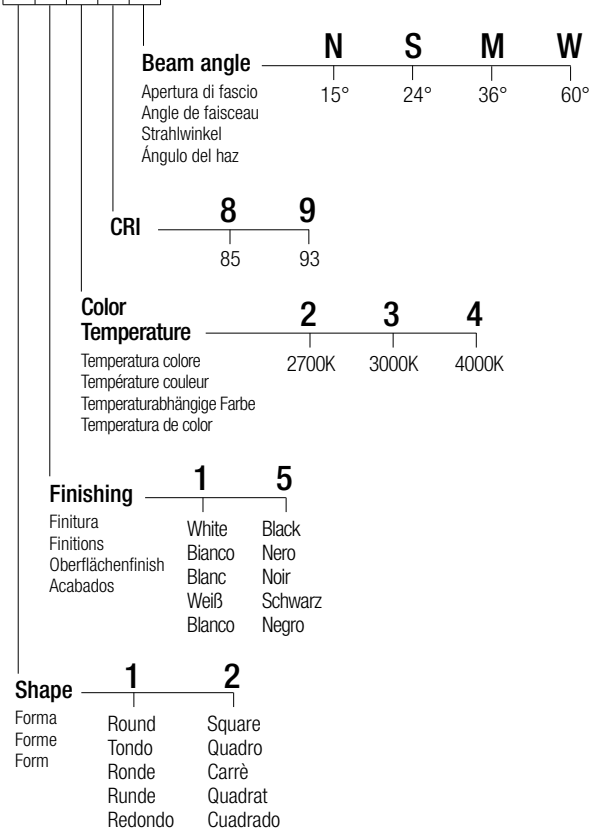 N S M W
Beam angle
15° 24° 36° 60°
Apertura di fascio
Angle de faisceau
Strahlwinkel
Ángulo del haz
8 9
CRI
85 93
Color
Temperature
2 3 4
2700K 3000K 4000K
Temperatura colore
Température couleur
Temperaturabhängige Farbe
Temperatura de color
1 5
Finishing
Finitura
Finitions
Oberflächenfinish
Acabados
White Black
Bianco Nero
Blanc Noir
Weiß Schwarz
Blanco Negro
1 2
Shape
Forma
Forme
Form
Round Square
Tondo Quadro
Ronde Carrè
Runde Quadrat
Redondo Cuadrado